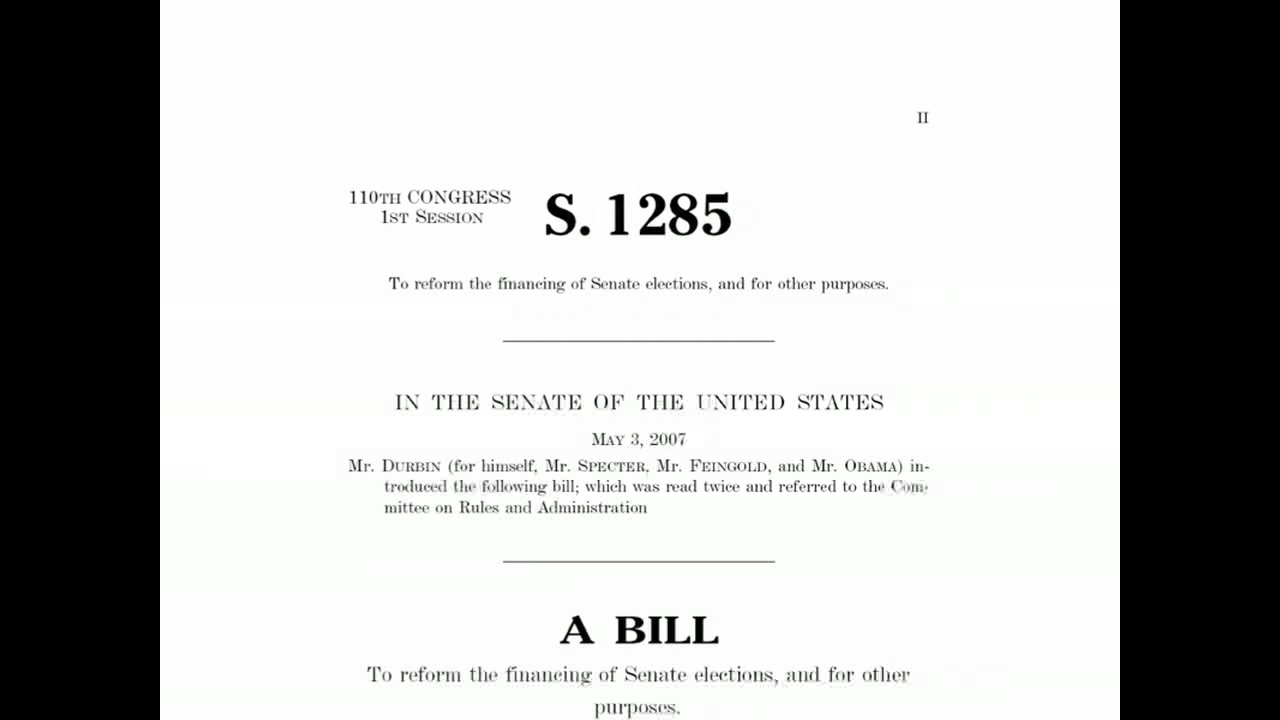 II
110TH CONGRESS
1ST SESSION
S. 1285
To reform the financing of Senate elections, and for other purposes.
IN THE SENATE OF THE UNITED STATES
MAY 3, 2007
Mr. DURBIN (for himself, Mr. SPECTER, Mr. FEINGOLD, and Mr. OBAMA) in-
troduced the following bill; which was read twice and referred to the Com-
mittee on Rules and Administration
A BILL
To reform the financing of Senate elections, and for other
purposes.